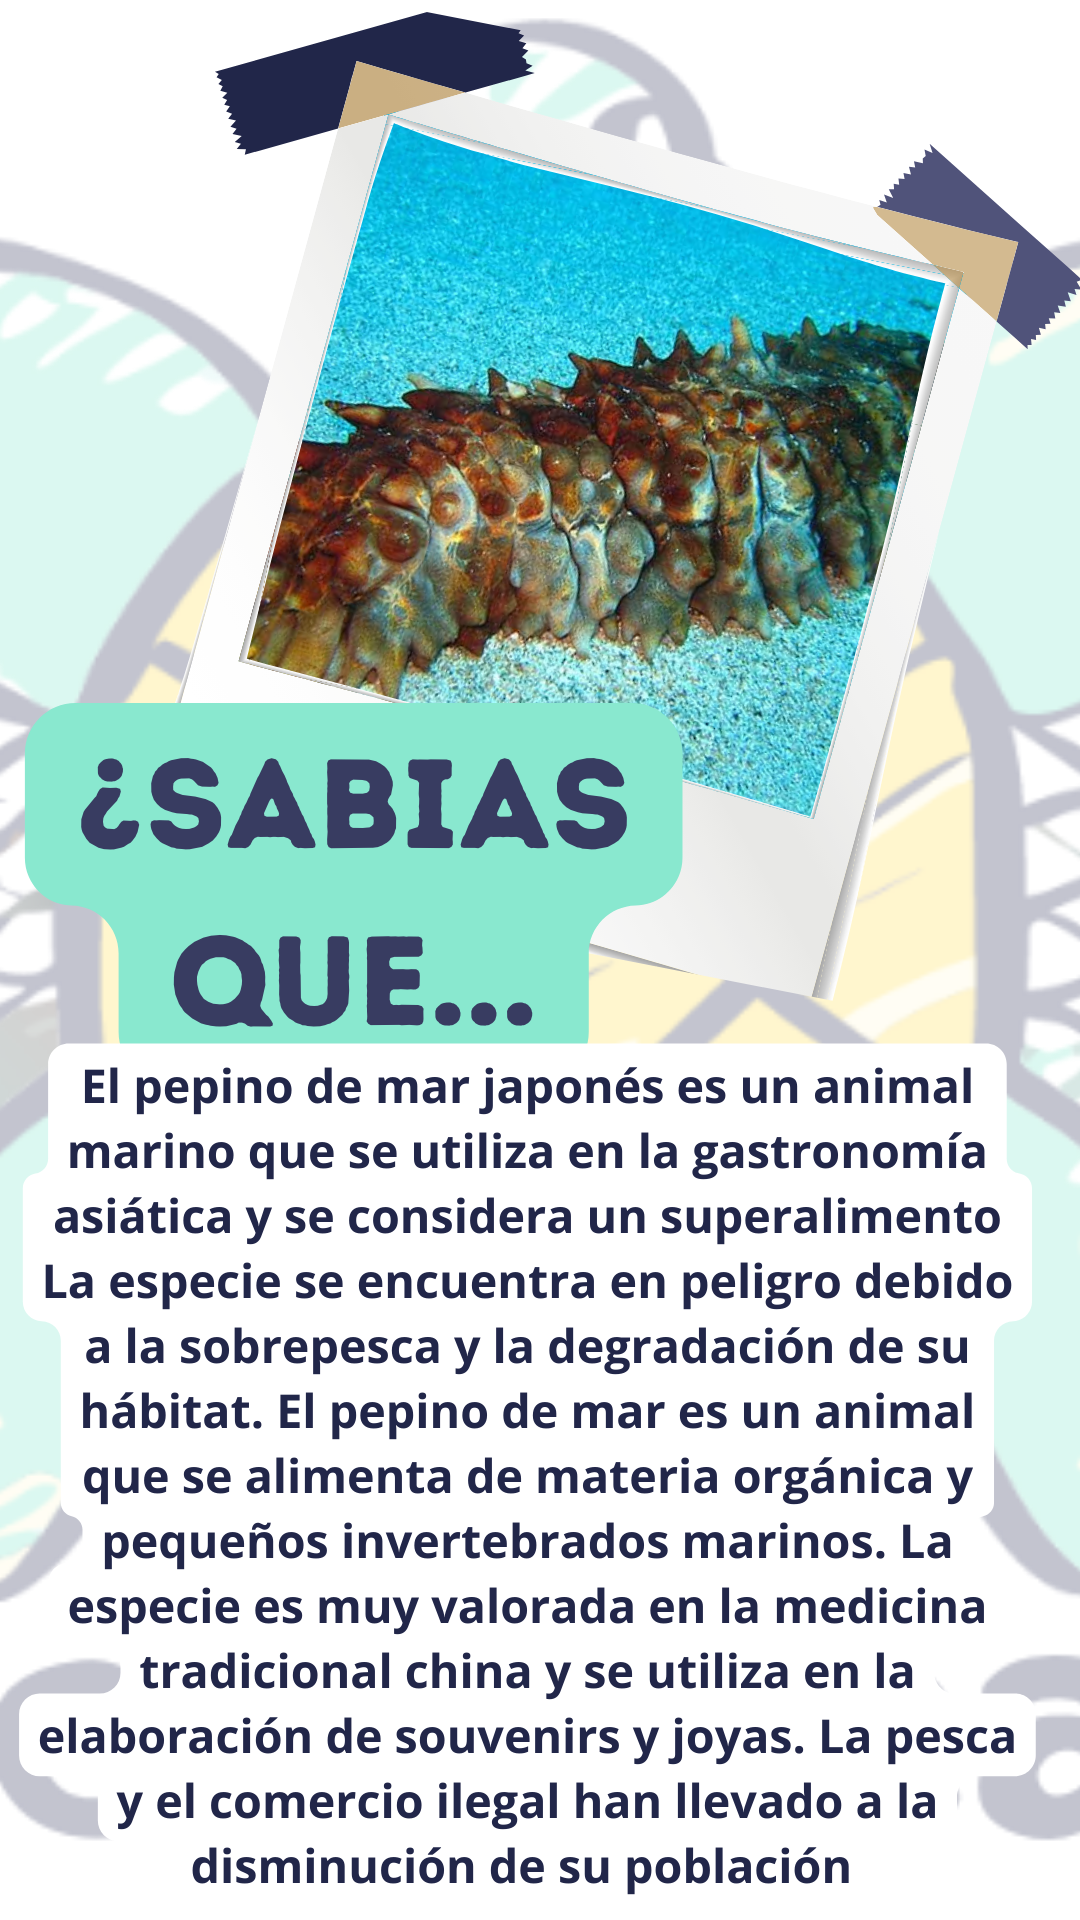 ¿SABIAS
QUE...
El pepino de mar japonés es un animal
marino que se utiliza en la gastronomía
asiática y se considera un superalimento
La especie se encuentra en peligro debido
a la sobrepesca y la degradación de su
hábitat. El pepino de mar es un animal
que se alimenta de materia orgánica y
pequeños invertebrados marinos. La
especie es muy valorada en la medicina
tradicional china y se utiliza en la
elaboración de souvenirs y joyas. La pesca
y el comercio ilegal han llevado a la
disminución de su población